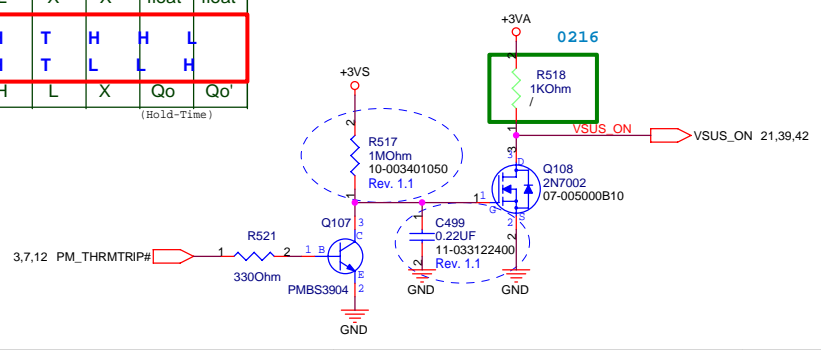 T H H L
T L L H
H L X Qo Qo'
(Hold-Time)
+3VA
0216
2
R518
1KOhm
/
1
VSUS_ON
VSUS_ON 21,39,42
+3VS
2
R517
1MOhm
10-003401050
Rev. 1.1
1
3
D
Q108
2N7002
07-005000B10
1
G
S
2
2
GND
1
C499
0.22UF
11-033122400
Rev. 1.1
2
GND
Q107
3
C
R521
3,7,12 PM_THRMTRIP#
1
2
1 B
330Ohm
E
PMBS3904
2
GND